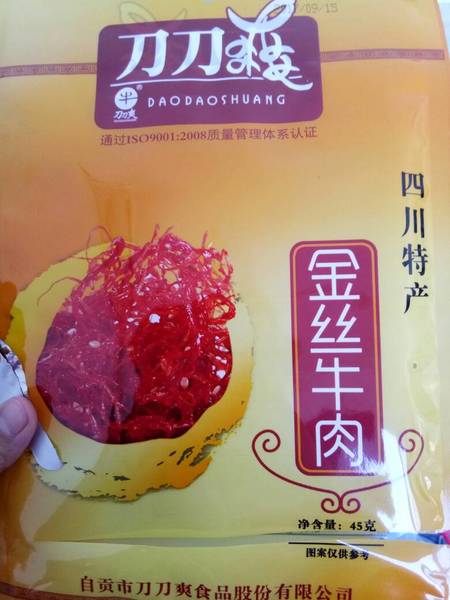 刀刀爽
DAODAOSHUANG
牛
刀刀爽
®
通过ISO9001:2008质量管理体系认证
四川特产
金丝牛肉
净含量：45克
图案仅供参考
自贡市刀刀爽食品股份有限公司